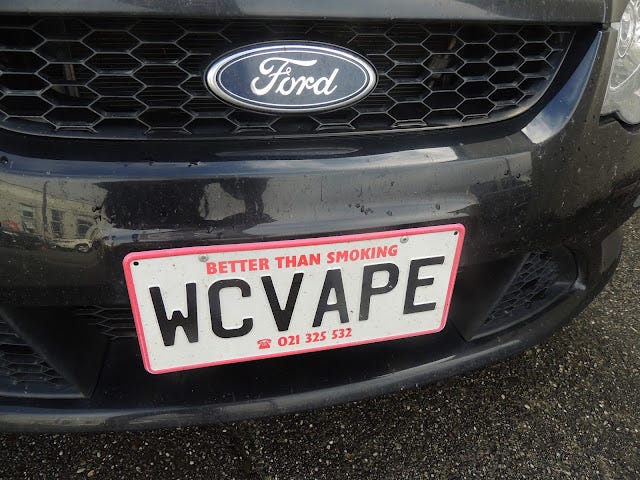 Ford
BETTER THAN SMOKING
WCVAPE
☎ 021 325 532